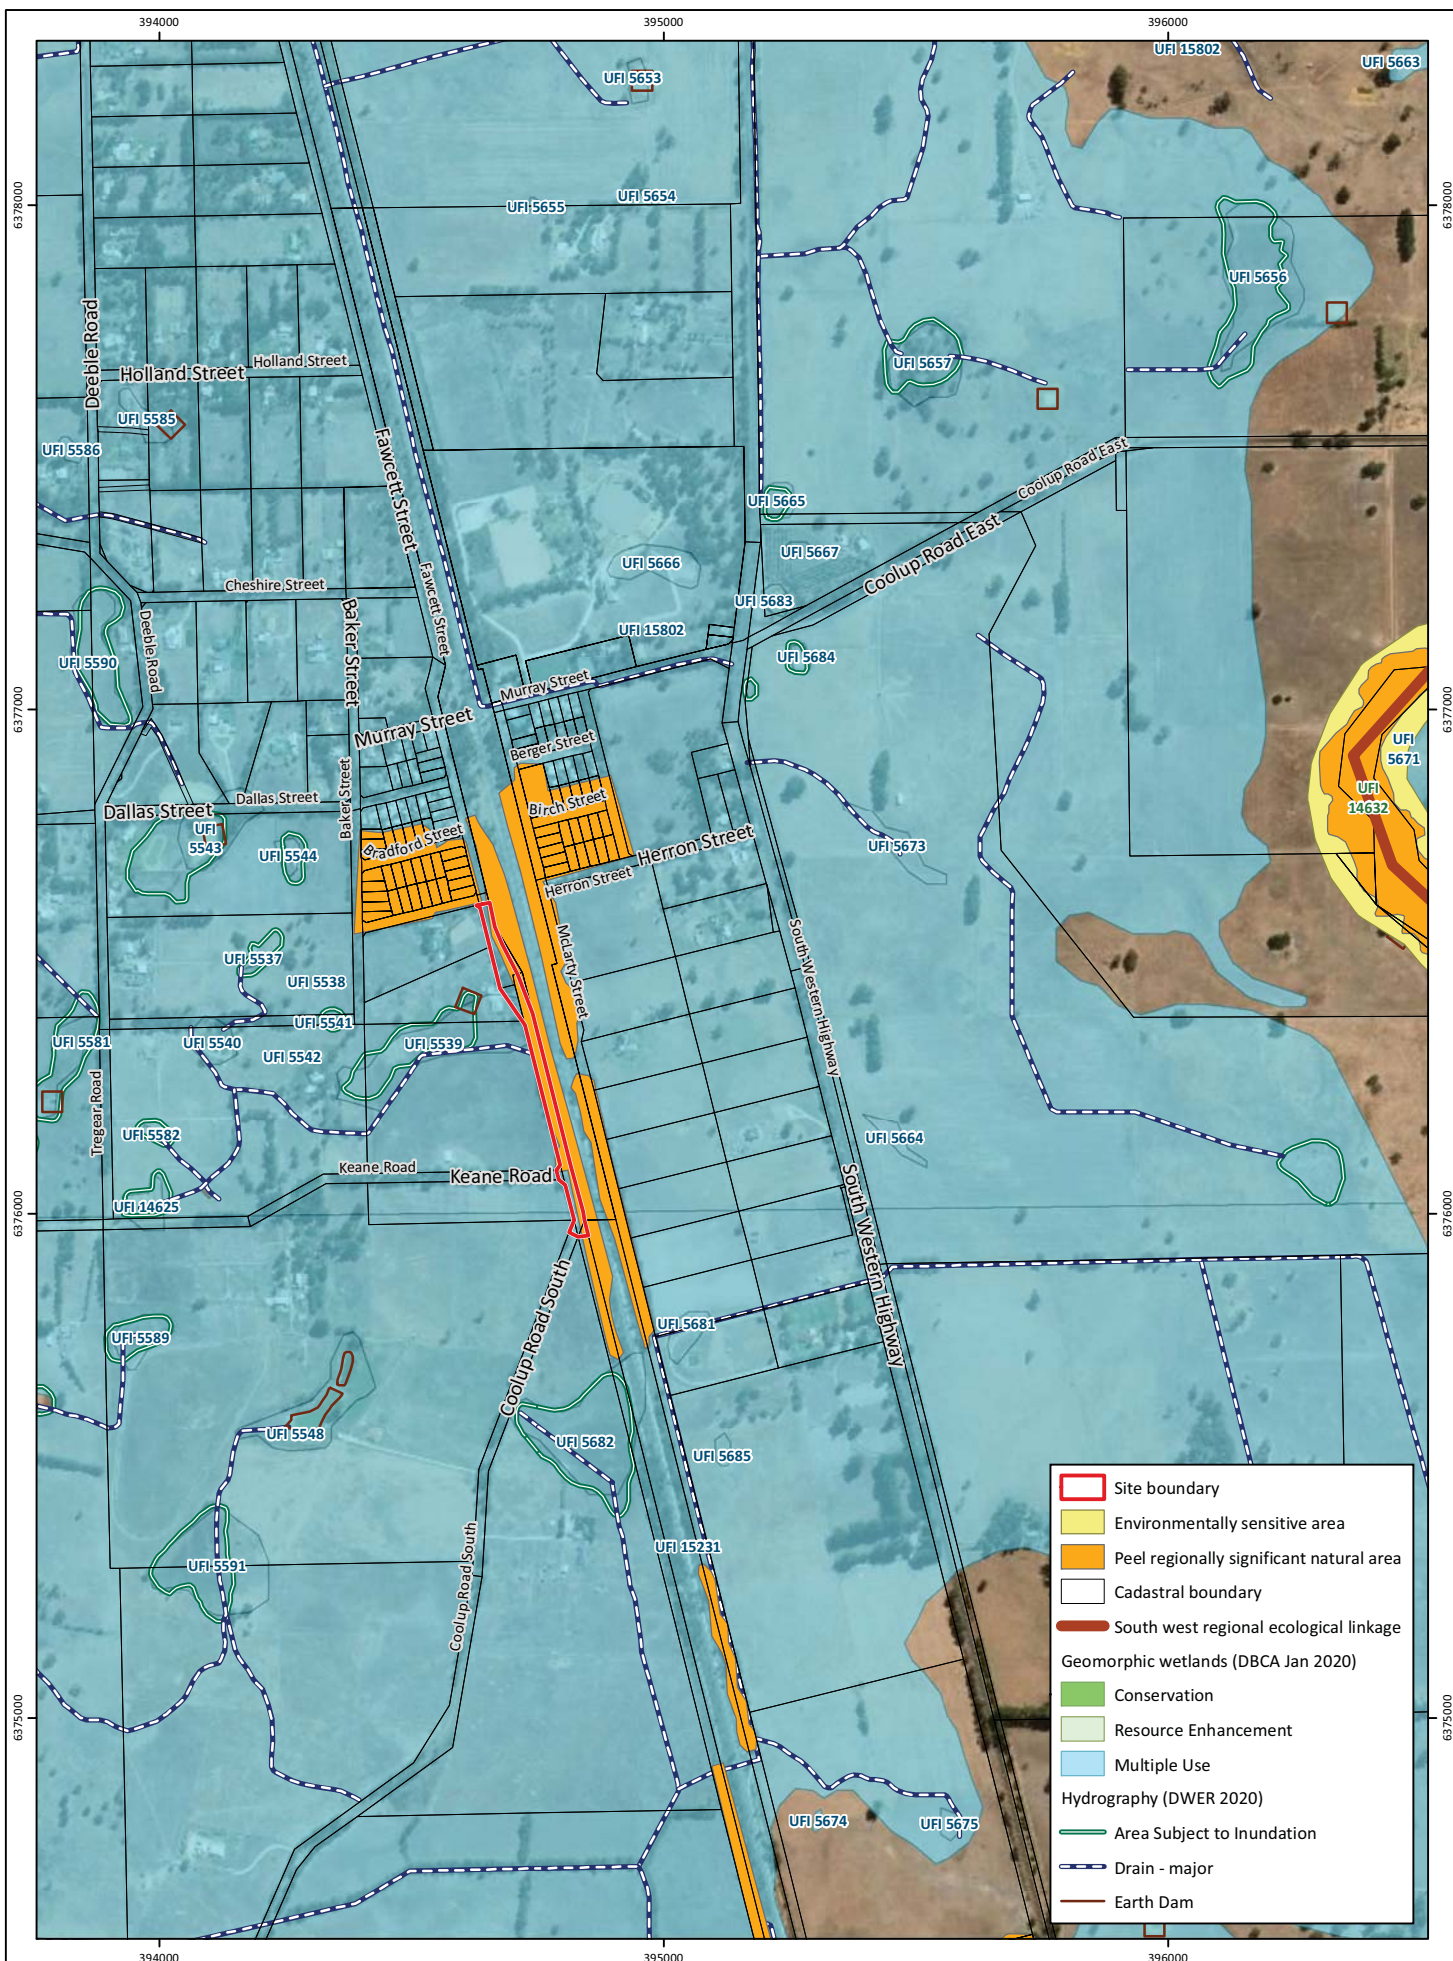 394000
395000
396000
UFI 15802
UFI 5663
UFI 5653
6378000
6378000
UFI 5654
UFI 5655
UFI 5656
Deeble Road
Holland Street
Holland Street
UFI 5657
UFI 5585
UFI 5586
Fawcett Street
Coolup Road East
UFI 5665
UFI 5667
Coolup Road East
UFI 5666
Cheshire Street
Fawcett Street
Baker Street
UFI 5683
UFI 15802
Deeble Road
UFI 5590
UFI 5684
Murray Street
6377000
6377000
Murray Street
Berger Street
UFI
5671
UFI
14632
Dallas Street
Dallas Street
Baker Street
Birch Street
UFI
5543
UFI 5544
Bradford Street
Herron Street
UFI 5673
Herron Street
McLarty Street
South Western Highway
UFI 5537
UFI 5538
UFI 5541
UFI 5581
UFI 5540
UFI 5542
UFI 5539
Tregear Road
UFI 5582
UFI 5664
Keane Road
Keane Road
UFI 14625
6376000
6376000
South Western Highway
Coolup Road South
UFI 5589
UFI 5681
UFI 5548
UFI 5682
UFI 5685
UFI 15231
UFI 5591
Coolup Road South
6375000
6375000
UFI 5674
UFI 5675
Site boundary
Environmentally sensitive area
Peel regionally significant natural area
Cadastral boundary
South west regional ecological linkage
Geomorphic wetlands (DBCA Jan 2020)
Conservation
Resource Enhancement
Multiple Use
Hydrography (DWER 2020)
Area Subject to Inundation
Drain - major
Earth Dam
394000
395000
396000